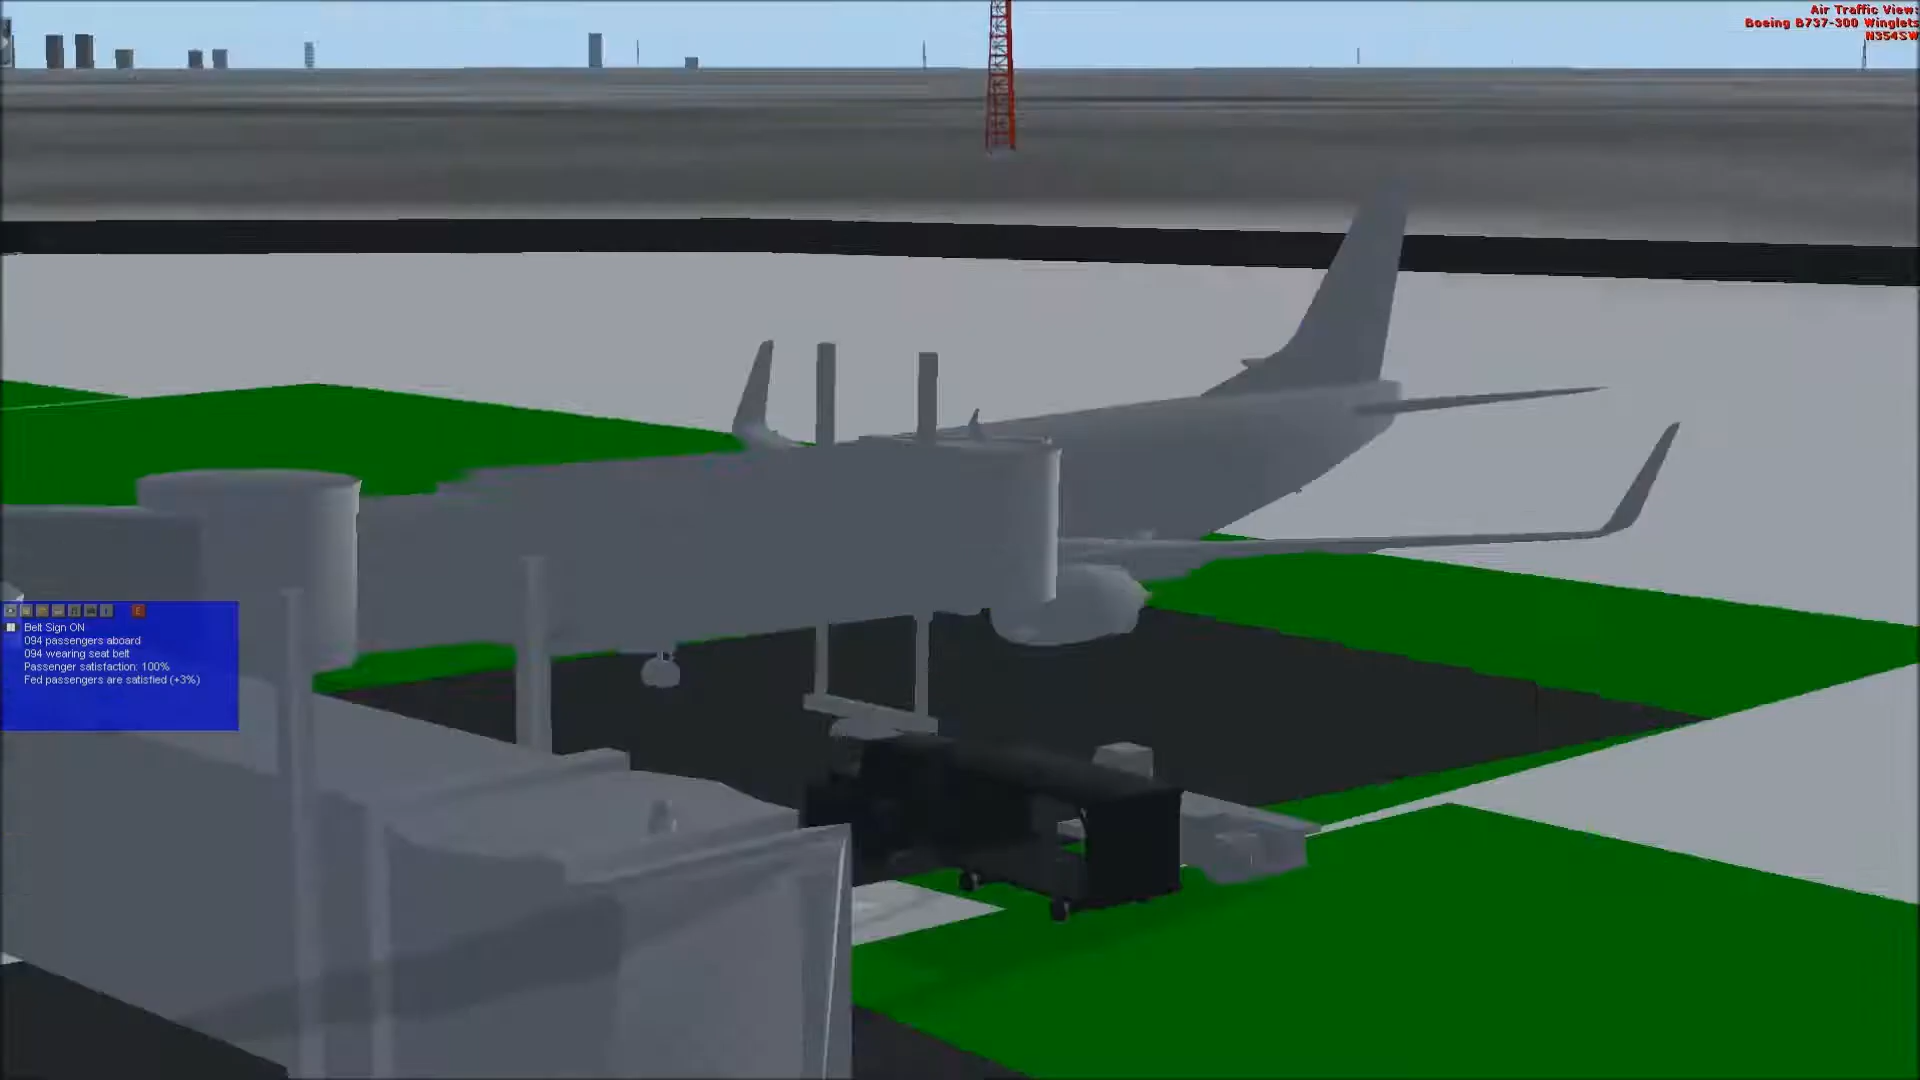 Air Traffic View:
Boeing B737-300 Winglets
N354SW
Belt Sign ON
094 passengers aboard
094 wearing seat belt
Passenger satisfaction: 100%
Fed passengers are satisfied (+3%)